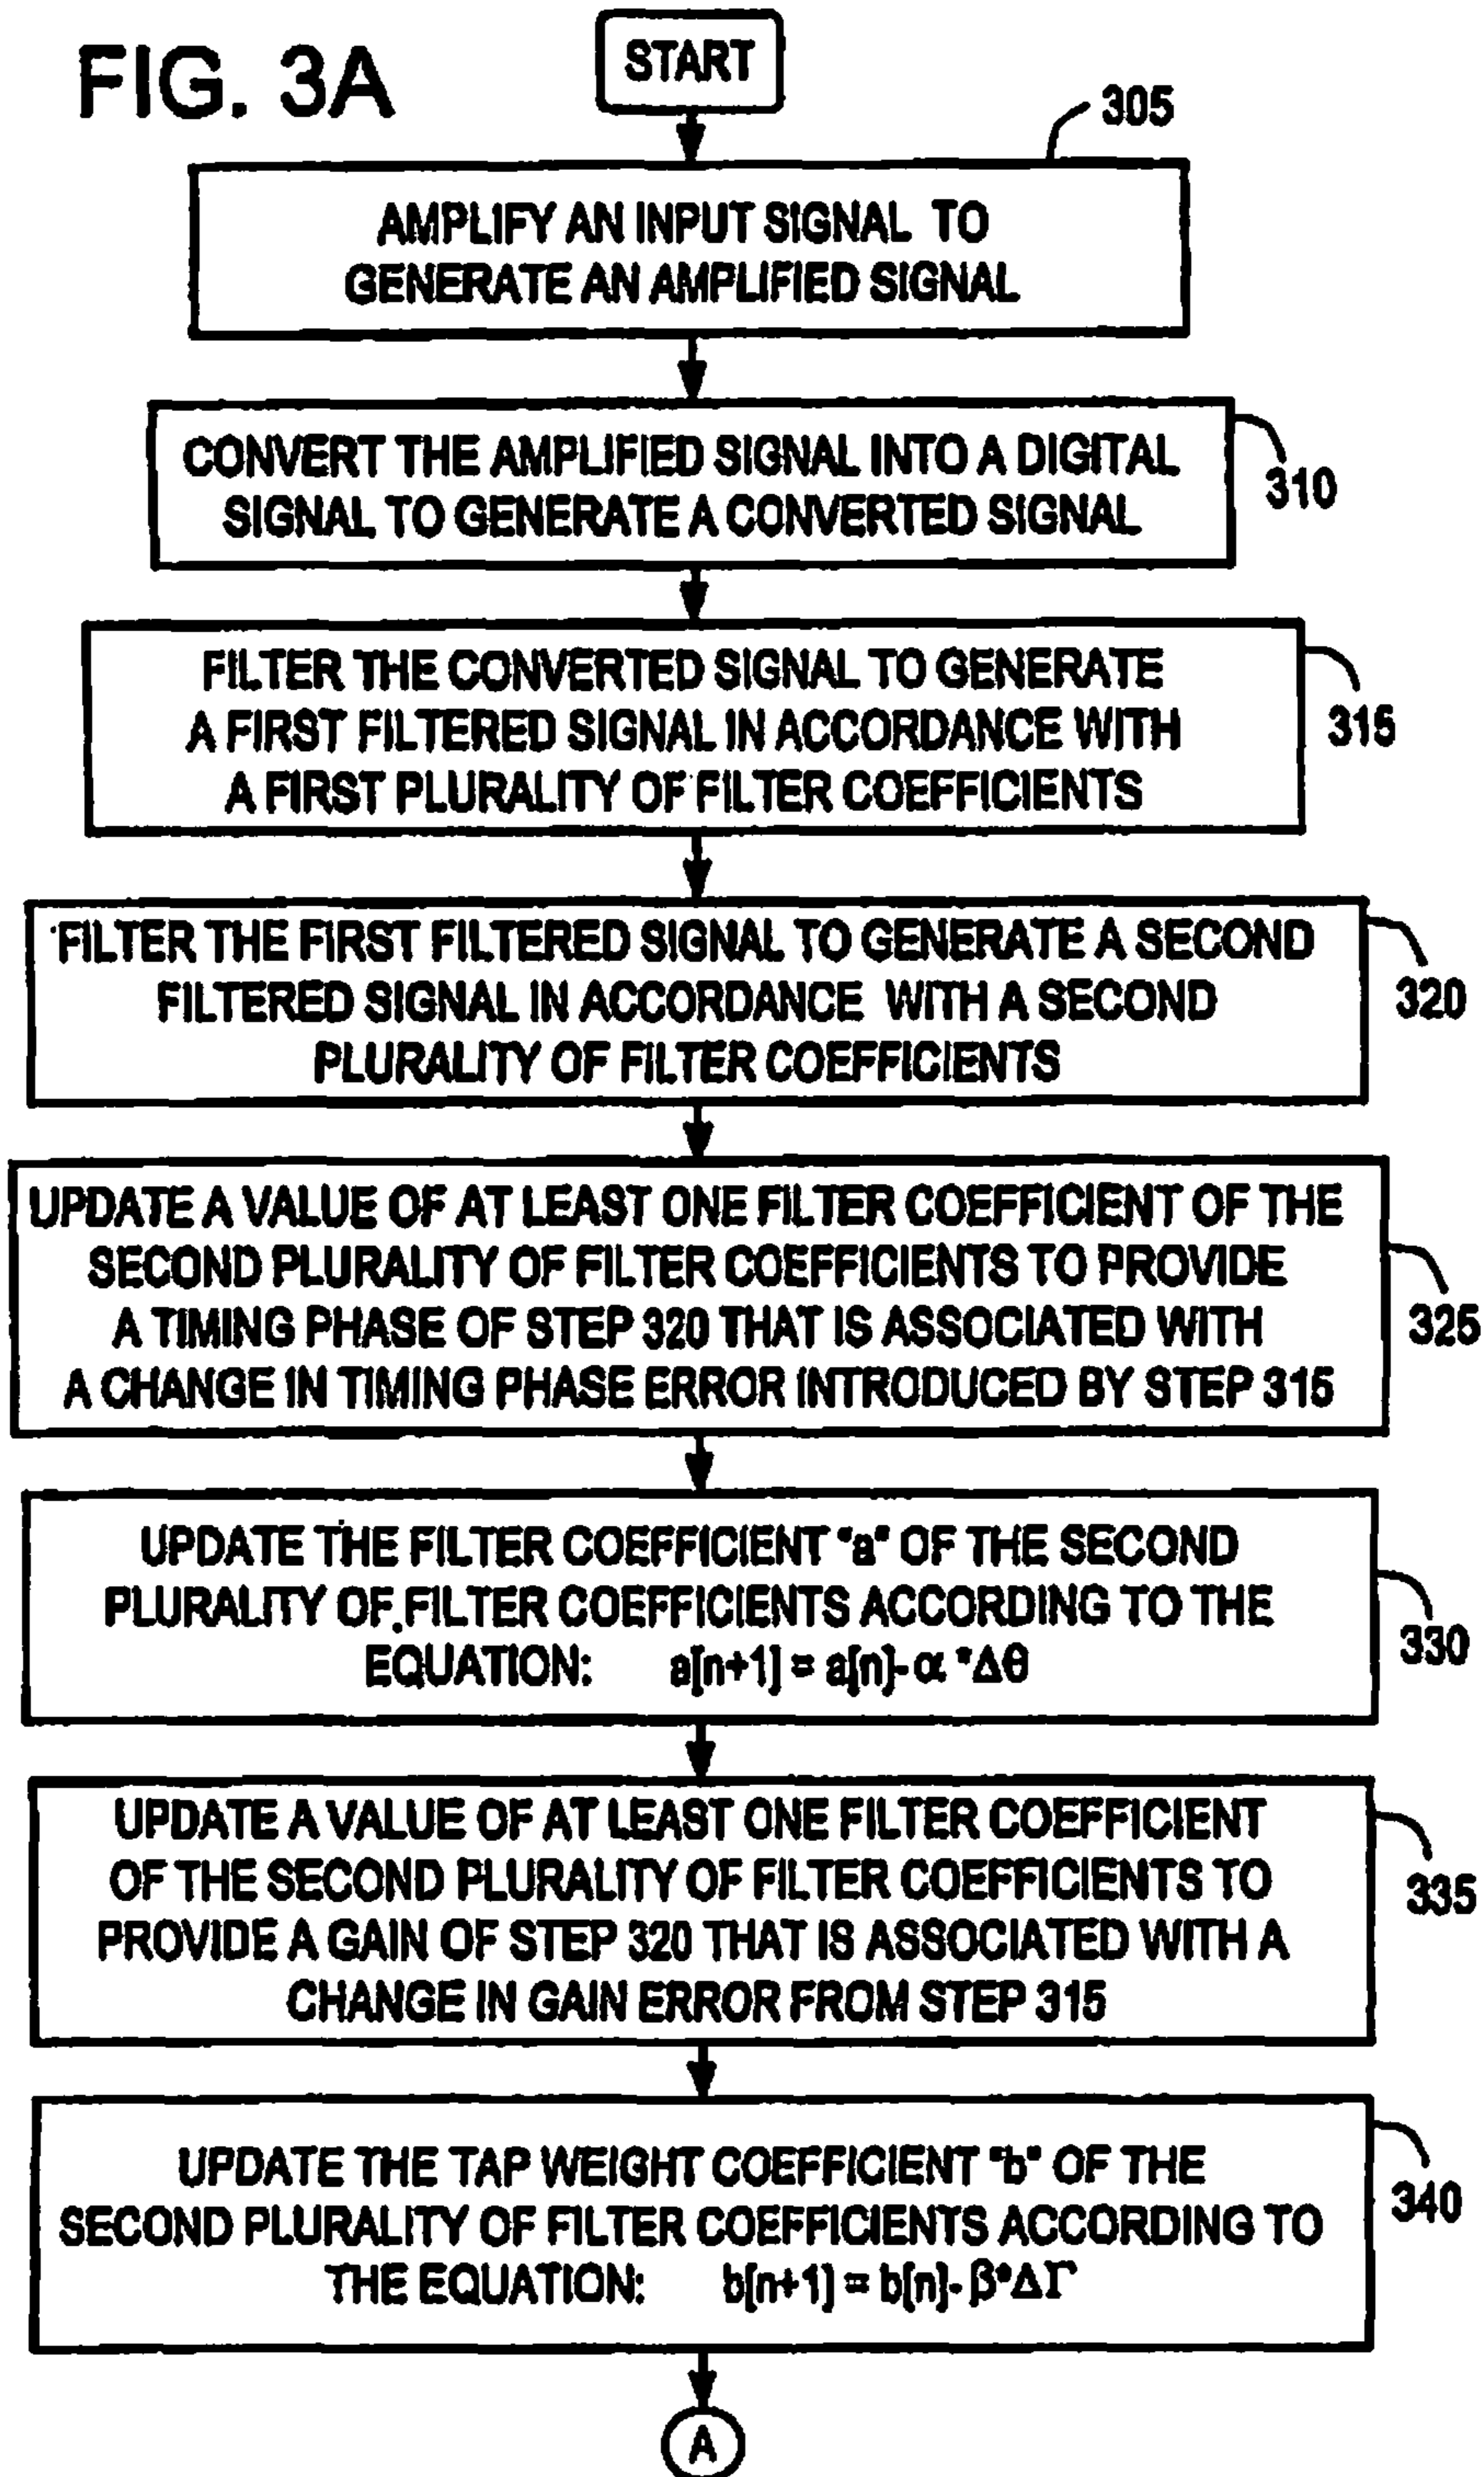 FIG. 3A
START
305
AMPLIFY AN INPUT SIGNAL TO
GENERATE AN AMPLIFIED SIGNAL
CONVERT THE AMPLIFIED SIGNAL INTO A DIGITAL
SIGNAL TO GENERATE A CONVERTED SIGNAL
310
FILTER THE CONVERTED SIGNAL TO GENERATE
A FIRST FILTERED SIGNAL IN ACCORDANCE WITH
A FIRST PLURALITY OF FILTER COEFFICIENTS
315
FILTER THE FIRST FILTERED SIGNAL TO GENERATE A SECOND
FILTERED SIGNAL IN ACCORDANCE WITH A SECOND
PLURALITY OF FILTER COEFFICIENTS
320
UPDATE A VALUE OF AT LEAST ONE FILTER COEFFICIENT OF THE
SECOND PLURALITY OF FILTER COEFFICIENTS TO PROVIDE
A TIMING PHASE OF STEP 320 THAT IS ASSOCIATED WITH
A CHANGE IN TIMING PHASE ERROR INTRODUCED BY STEP 315
325
UPDATE THE FILTER COEFFICIENT "a" OF THE SECOND
PLURALITY OF FILTER COEFFICIENTS ACCORDING TO THE
EQUATION: a[n+1] = a[n]- α *Δθ
330
UPDATE A VALUE OF AT LEAST ONE FILTER COEFFICIENT
OF THE SECOND PLURALITY OF FILTER COEFFICIENTS TO
PROVIDE A GAIN OF STEP 320 THAT IS ASSOCIATED WITH A
CHANGE IN GAIN ERROR FROM STEP 315
335
UPDATE THE TAP WEIGHT COEFFICIENT "b" OF THE
SECOND PLURALITY OF FILTER COEFFICIENTS ACCORDING TO
THE EQUATION: b[n+1] = b[n]- β*ΔΓ
340
A